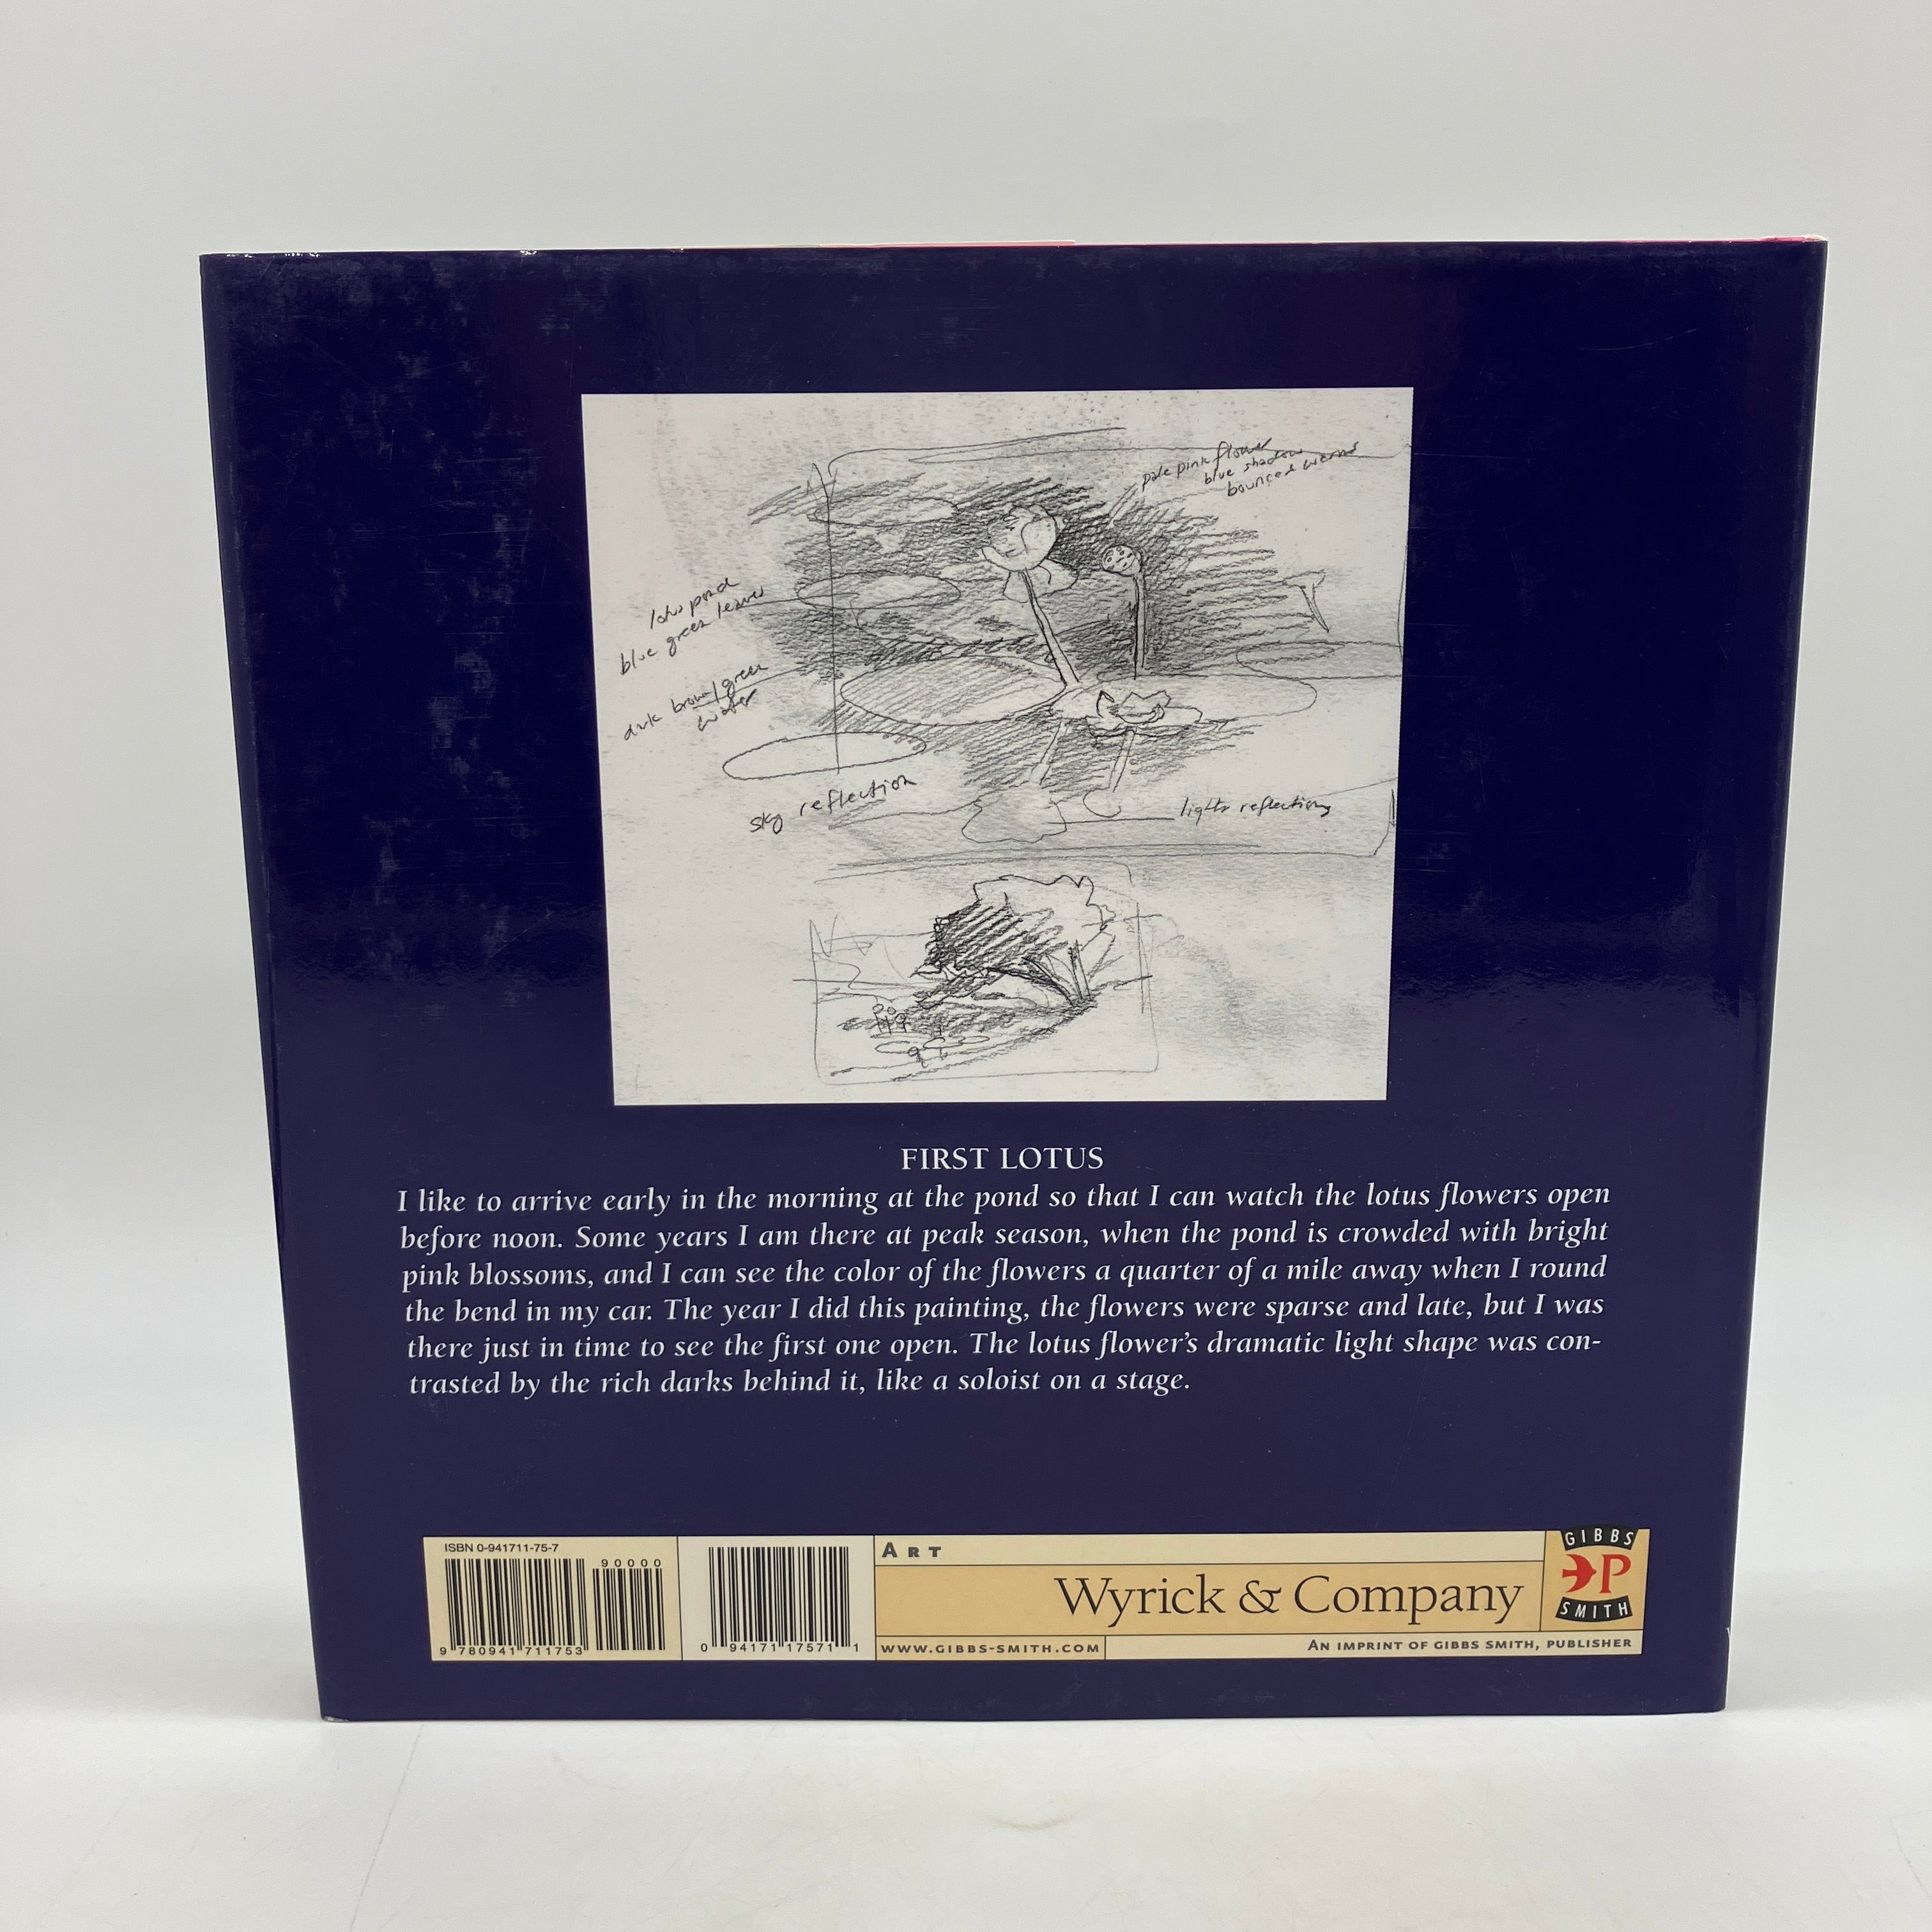 pale pink flower
blue shadow
bounced
lotus pond
blue green leaves
dark brown/green
water
sky reflection
lights reflections
FIRST LOTUS
I like to arrive early in the morning at the pond so that I can watch the lotus flowers open
before noon. Some years I am there at peak season, when the pond is crowded with bright
pink blossoms, and I can see the color of the flowers a quarter of a mile away when I round
the bend in my car. The year I did this painting, the flowers were sparse and late, but I was
there just in time to see the first one open. The lotus flower’s dramatic light shape was con-
trasted by the rich darks behind it, like a soloist on a stage.
ISBN 0-941711-75-7
90000
9 780941 711753
0 94171 17571 1
ART
Wyrick & Company
WWW.GIBBS-SMITH.COM
AN IMPRINT OF GIBBS SMITH, PUBLISHER
GIBBS
P
SMITH